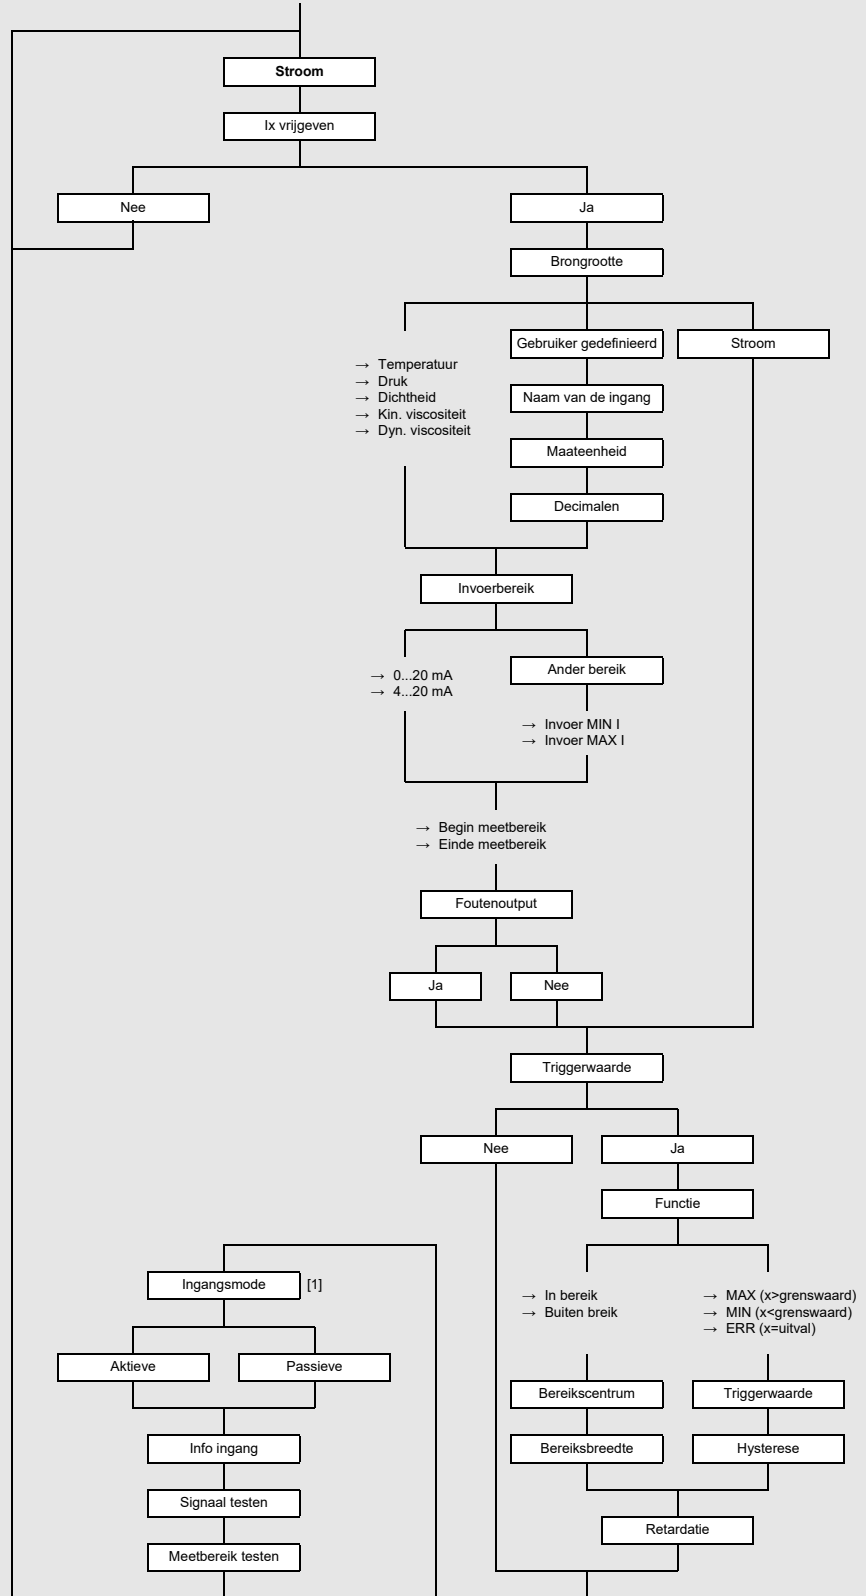 Stroom
Ix vrijgeven
Nee
Ja
Brongrootte
Gebruiker gedefinieerd
Stroom
→ Temperatuur
→ Druk
→ Dichtheid
→ Kin. viscositeit
→ Dyn. viscositeit
Naam van de ingang
Maateenheid
Decimalen
Invoerbereik
→ 0...20 mA
→ 4...20 mA
Ander bereik
→ Invoer MIN I
→ Invoer MAX I
→ Begin meetbereik
→ Einde meetbereik
Foutenoutput
Ja
Nee
Triggerwaarde
Nee
Ja
Functie
→ In bereik
→ Buiten breik
→ MAX (x>grenswaard)
→ MIN (x<grenswaard)
→ ERR (x=uitval)
Bereikscentrum
Triggerwaarde
Bereiksbreedte
Hysterese
Retardatie
Ingangsmode [1]
Aktieve
Passieve
Info ingang
Signaal testen
Meetbereik testen